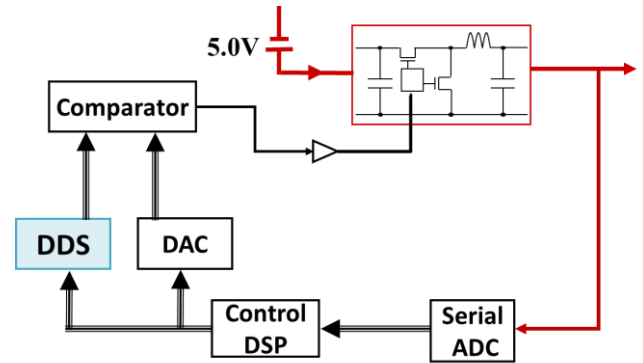 5.0V
Comparator
DDS
DAC
Control
DSP
Serial
ADC